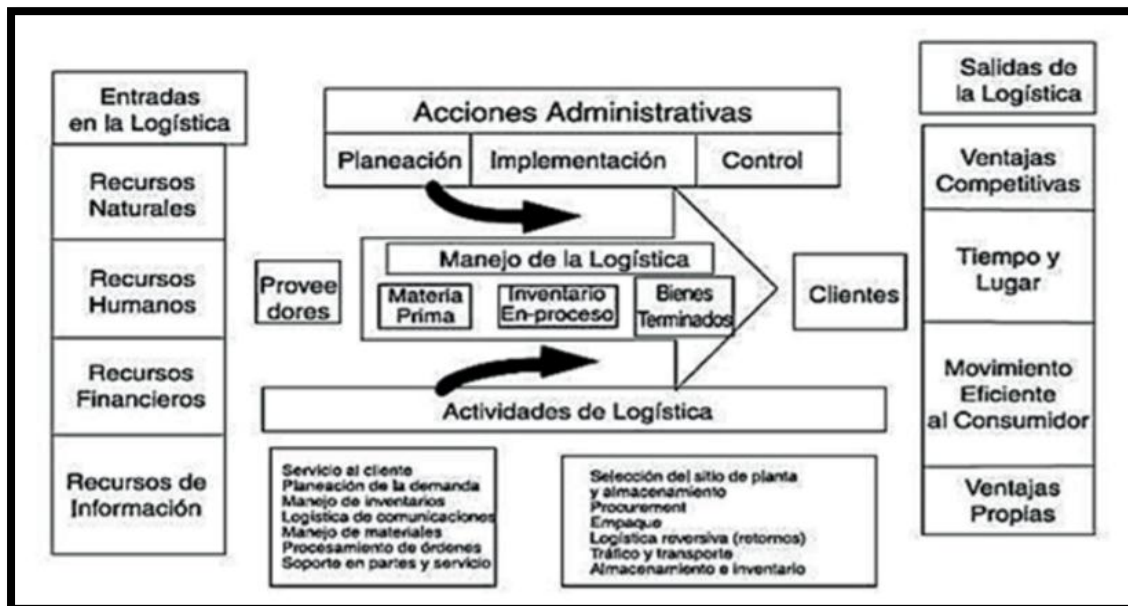 Entradas
en la Logística
Recursos
Naturales
Recursos
Humanos
Recursos
Financieros
Recursos de
Información
Acciones Administrativas
Planeación
Implementación
Control
Provee
dores
Manejo de la Logística
Materia
Prima
Inventario
En-proceso
Bienes
Terminados
Clientes
Actividades de Logística
Servicio al cliente
Planeación de la demanda
Manejo de inventarios
Logística de comunicaciones
Manejo de materiales
Procesamiento de órdenes
Soporte en partes y servicio
Selección del sitio de planta
y almacenamiento
Procurement
Empaque
Logística reversiva (retornos)
Tráfico y transporte
Almacenamiento e inventario
Salidas de
la Logística
Ventajas
Competitivas
Tiempo y
Lugar
Movimiento
Eficiente
al Consumidor
Ventajas
Propias